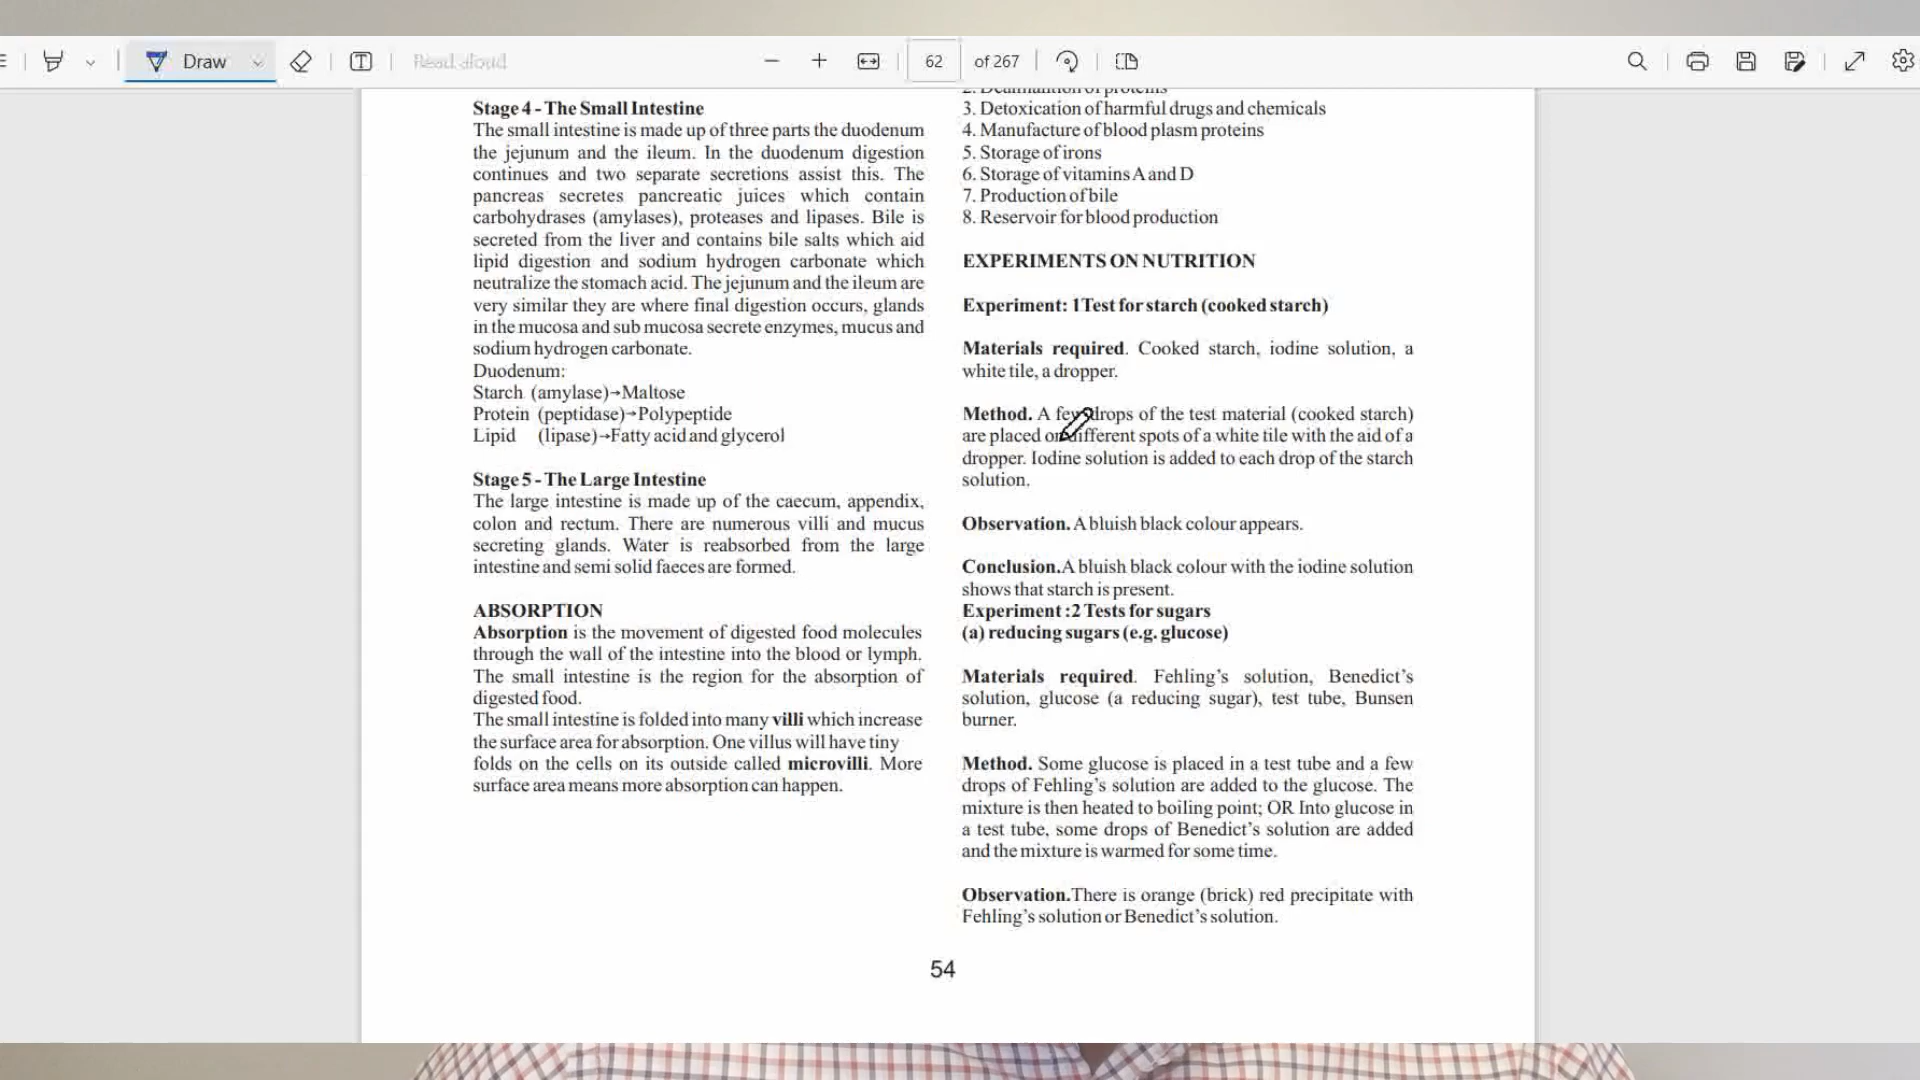 Draw
Read aloud
62 of 267
Stage 4 - The Small Intestine
The small intestine is made up of three parts the duodenum
the jejunum and the ileum. In the duodenum digestion
continues and two separate secretions assist this. The
pancreas secretes pancreatic juices which contain
carbohydrases (amylases), proteases and lipases. Bile is
secreted from the liver and contains bile salts which aid
lipid digestion and sodium hydrogen carbonate which
neutralize the stomach acid. The jejunum and the ileum are
very similar they are where final digestion occurs, glands
in the mucosa and sub mucosa secrete enzymes, mucus and
sodium hydrogen carbonate.
Duodenum:
Starch (amylase)→Maltose
Protein (peptidase)→Polypeptide
Lipid (lipase)→Fatty acid and glycerol
Stage 5 - The Large Intestine
The large intestine is made up of the caecum, appendix,
colon and rectum. There are numerous villi and mucus
secreting glands. Water is reabsorbed from the large
intestine and semi solid faeces are formed.
ABSORPTION
Absorption is the movement of digested food molecules
through the wall of the intestine into the blood or lymph.
The small intestine is the region for the absorption of
digested food.
The small intestine is folded into many villi which increase
the surface area for absorption. One villus will have tiny
folds on the cells on its outside called microvilli. More
surface area means more absorption can happen.
2. Deamination of proteins
3. Detoxication of harmful drugs and chemicals
4. Manufacture of blood plasm proteins
5. Storage of irons
6. Storage of vitamins A and D
7. Production of bile
8. Reservoir for blood production
EXPERIMENTS ON NUTRITION
Experiment: 1 Test for starch (cooked starch)
Materials required. Cooked starch, iodine solution, a
white tile, a dropper.
Method. A few drops of the test material (cooked starch)
are placed on different spots of a white tile with the aid of a
dropper. Iodine solution is added to each drop of the starch
solution.
Observation. A bluish black colour appears.
Conclusion. A bluish black colour with the iodine solution
shows that starch is present.
Experiment :2 Tests for sugars
(a) reducing sugars (e.g. glucose)
Materials required. Fehling's solution, Benedict's
solution, glucose (a reducing sugar), test tube, Bunsen
burner.
Method. Some glucose is placed in a test tube and a few
drops of Fehling's solution are added to the glucose. The
mixture is then heated to boiling point; OR Into glucose in
a test tube, some drops of Benedict's solution are added
and the mixture is warmed for some time.
Observation. There is orange (brick) red precipitate with
Fehling's solution or Benedict's solution.
54